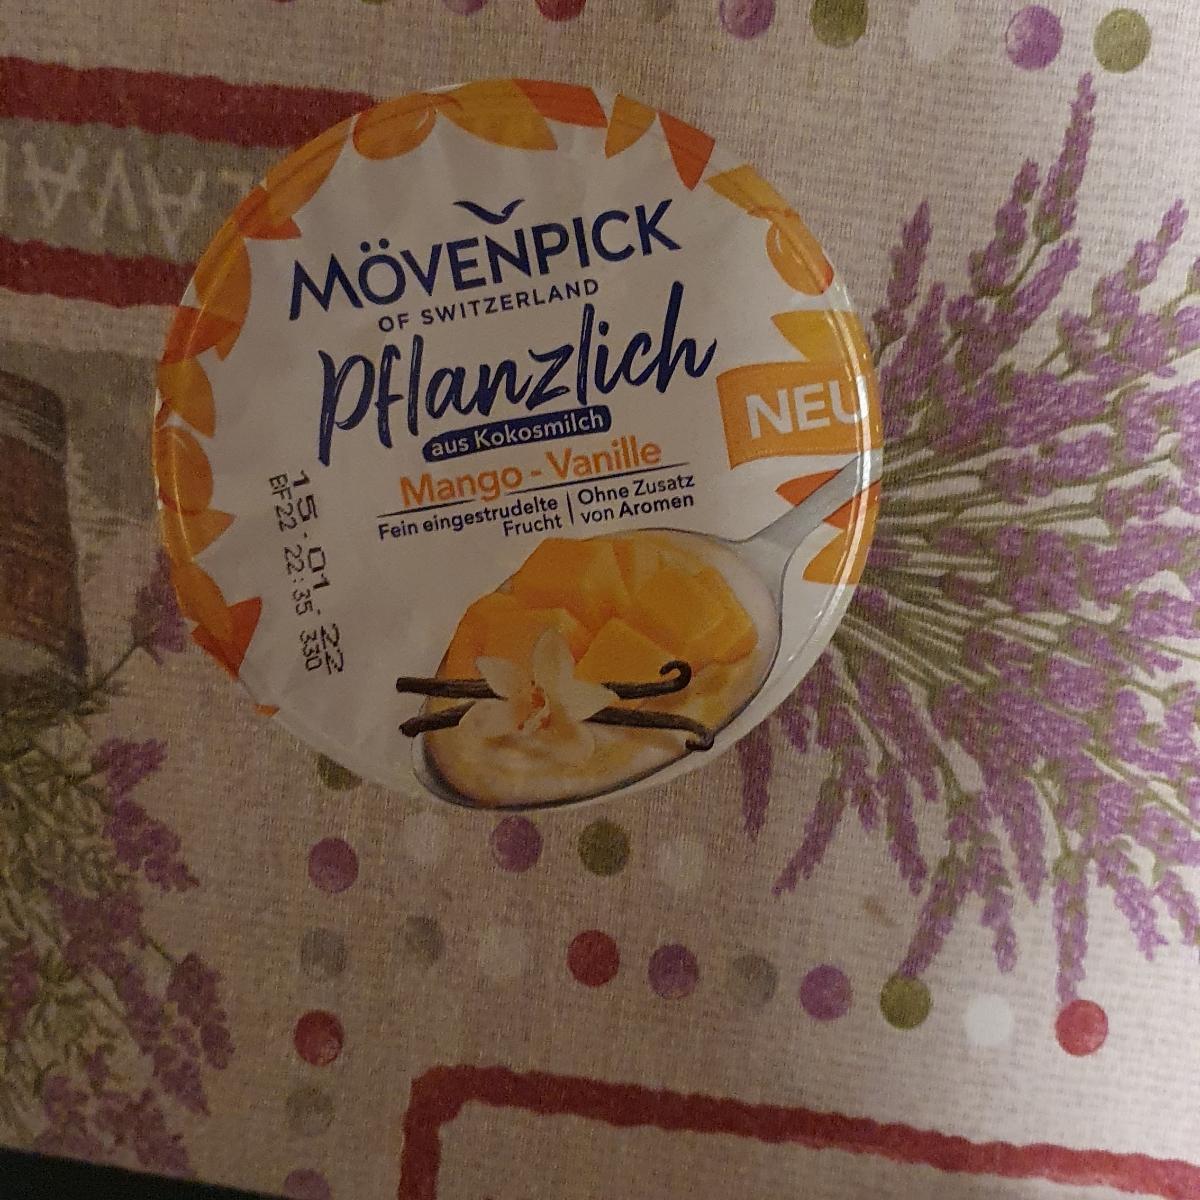 MÖVENPICK
OF SWITZERLAND
Pflanzlich
aus Kokosmilch
Mango - Vanille
Fein eingestrudelte Frucht | Ohne Zusatz von Aromen
NEU
15.01.22
BF22 22:35 330
LAVA